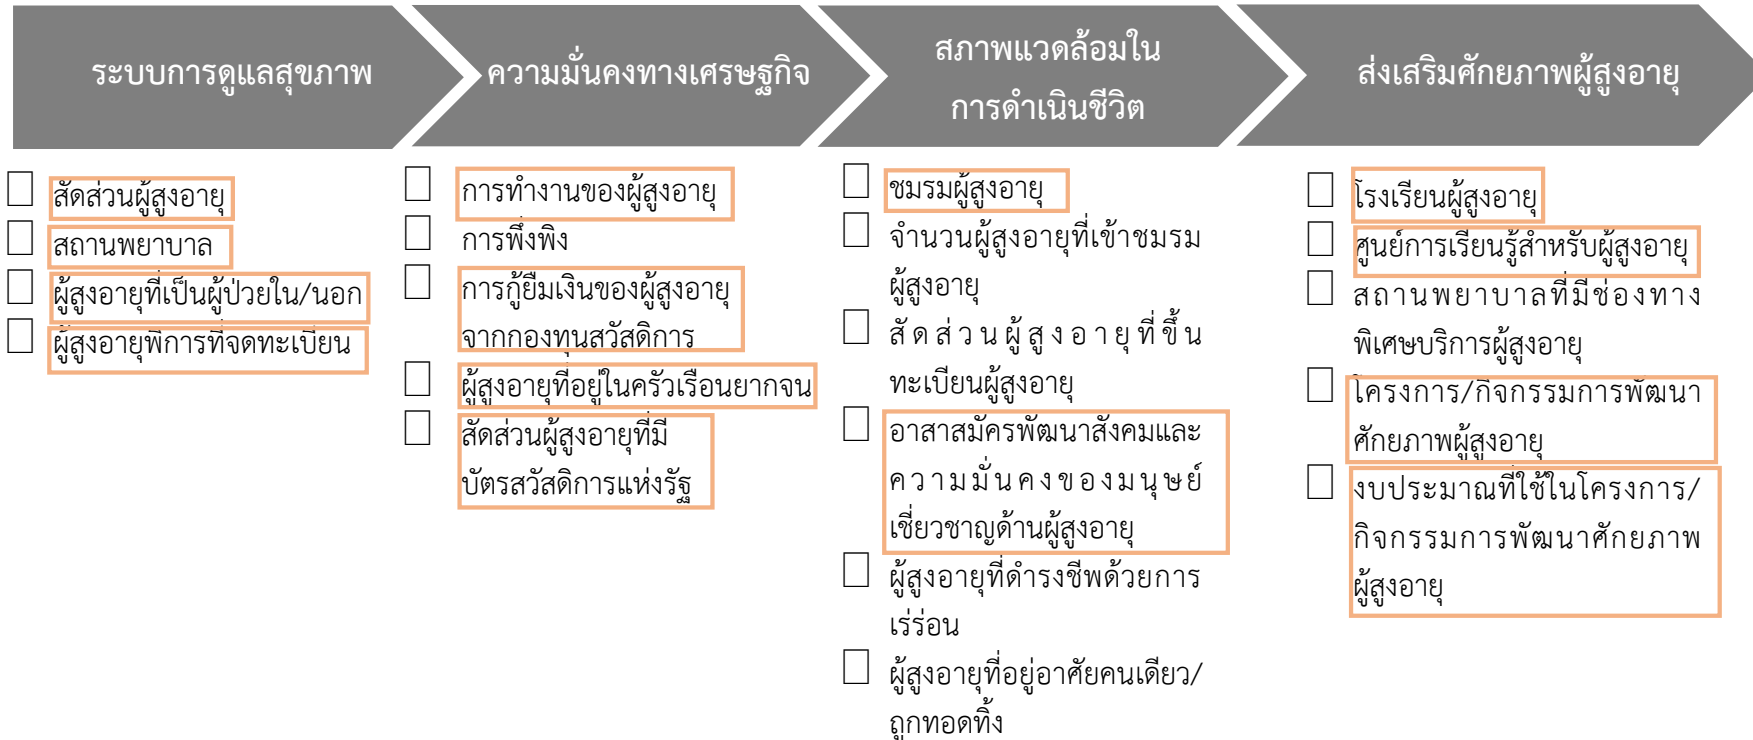 ระบบการดูแลสุขภาพ
ความมั่นคงทางเศรษฐกิจ
สภาพแวดล้อมใน
การดำเนินชีวิต
ส่งเสริมศักยภาพผู้สูงอายุ
สัดส่วนผู้สูงอายุ
สถานพยาบาล
ผู้สูงอายุที่เป็นผู้ป่วยใน/นอก
ผู้สูงอายุพิการที่จดทะเบียน
การทำงานของผู้สูงอายุ
การพึ่งพิง
การกู้ยืมเงินของผู้สูงอายุ
จากกองทุนสวัสดิการ
ผู้สูงอายุที่อยู่ในครัวเรือนยากจน
สัดส่วนผู้สูงอายุที่มี
บัตรสวัสดิการแห่งรัฐ
ชมรมผู้สูงอายุ
จำนวนผู้สูงอายุที่เข้าชมรม
ผู้สูงอายุ
สัดส่วนผู้สูงอายุที่ขึ้น
ทะเบียนผู้สูงอายุ
อาสาสมัครพัฒนาสังคมและ
ความมั่นคงของมนุษย์
เชี่ยวชาญด้านผู้สูงอายุ
ผู้สูงอายุที่ดำรงชีพด้วยการ
เร่ร่อน
ผู้สูงอายุที่อยู่อาศัยคนเดียว/
ถูกทอดทิ้ง
โรงเรียนผู้สูงอายุ
ศูนย์การเรียนรู้สำหรับผู้สูงอายุ
สถานพยาบาลที่มีช่องทาง
พิเศษบริการผู้สูงอายุ
โครงการ/กิจกรรมการพัฒนา
ศักยภาพผู้สูงอายุ
งบประมาณที่ใช้ในโครงการ/
กิจกรรมการพัฒนาศักยภาพ
ผู้สูงอายุ